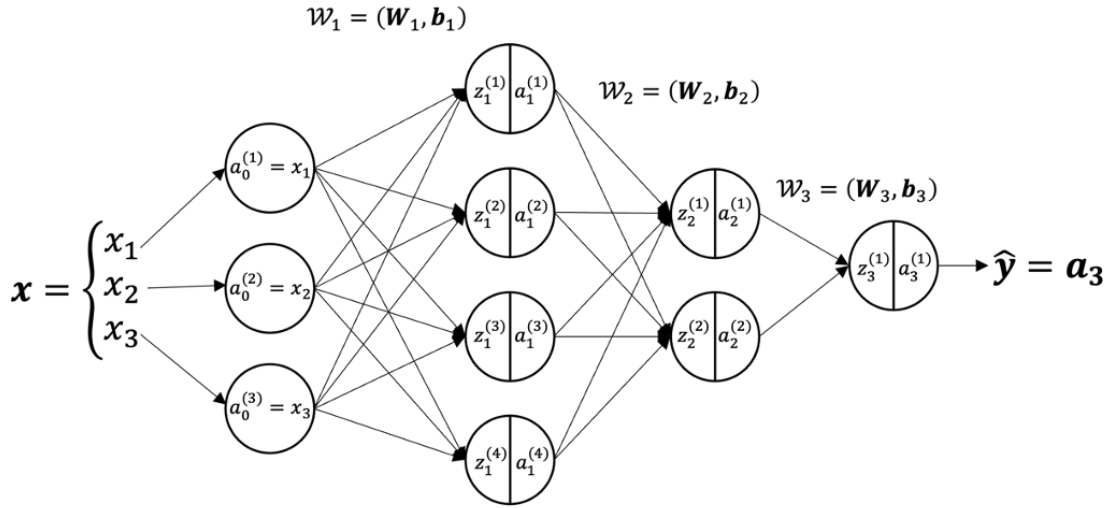 𝒲₁ = (𝑾₁, 𝒃₁)
z₁⁽¹⁾ a₁⁽¹⁾
𝒲₂ = (𝑾₂, 𝒃₂)
a₀⁽¹⁾ = x₁
z₁⁽²⁾ a₁⁽²⁾
z₂⁽¹⁾ a₂⁽¹⁾
𝒲₃ = (𝑾₃, 𝒃₃)
𝒙 = {
x₁
x₂
x₃
a₀⁽²⁾ = x₂
z₃⁽¹⁾ a₃⁽¹⁾
ŷ = 𝒂₃
z₁⁽³⁾ a₁⁽³⁾
z₂⁽²⁾ a₂⁽²⁾
a₀⁽³⁾ = x₃
z₁⁽⁴⁾ a₁⁽⁴⁾